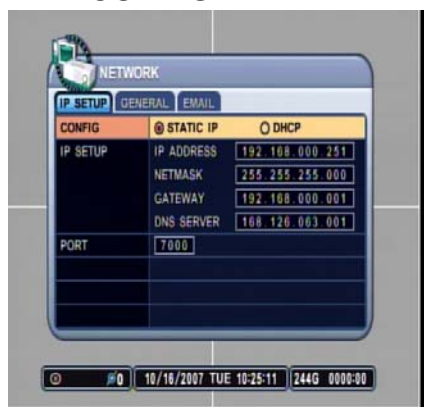 NETWORK
IP SETUP GENERAL EMAIL
CONFIG STATIC IP DHCP
IP SETUP IP ADDRESS 192.168.000.251
NETMASK 255.255.255.000
GATEWAY 192.168.000.001
DNS SERVER 168.126.063.001
PORT 7000
0 10/16/2007 TUE 10:25:11 244G 0000:00